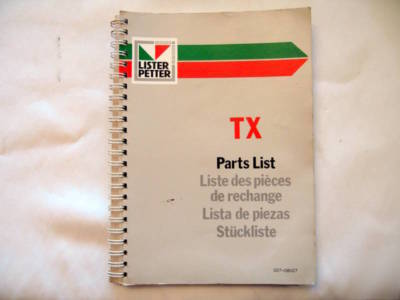 LISTER
PETTER
TX
Parts List
Liste des pièces
de rechange
Lista de piezas
Stückliste